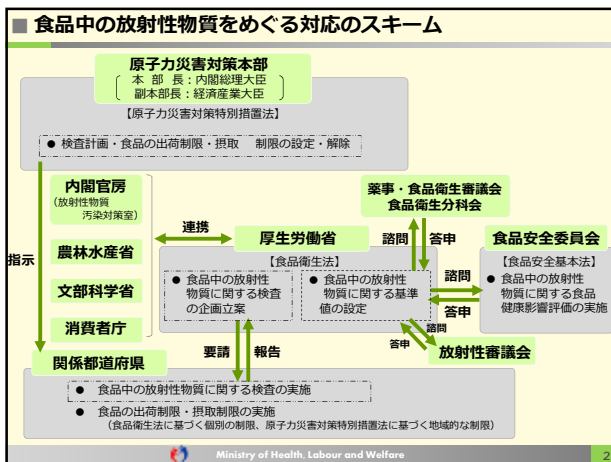 ■ 食品中の放射性物質をめぐる対応のスキーム
原子力災害対策本部
本 部 長：内閣総理大臣
副本部長：経済産業大臣
【原子力災害対策特別措置法】
● 検査計画・食品の出荷制限・摂取 制限の設定・解除
内閣官房
(放射性物質
汚染対策室)
農林水産省
文部科学省
消費者庁
指示
連携
厚生労働省
【食品衛生法】
● 食品中の放射性
物質に関する検査
の企画立案
● 食品中の放射性
物質に関する基準
値の設定
薬事・食品衛生審議会
食品衛生分科会
諮問
答申
食品安全委員会
【食品安全基本法】
● 食品中の放射性
物質に関する食品
健康影響評価の実施
諮問
答申
諮問
答申
放射性審議会
要請
報告
関係都道府県
● 食品中の放射性物質に関する検査の実施
● 食品の出荷制限・摂取制限の実施
(食品衛生法に基づく個別の制限、原子力災害対策特別措置法に基づく地域的な制限)
Ministry of Health, Labour and Welfare
2